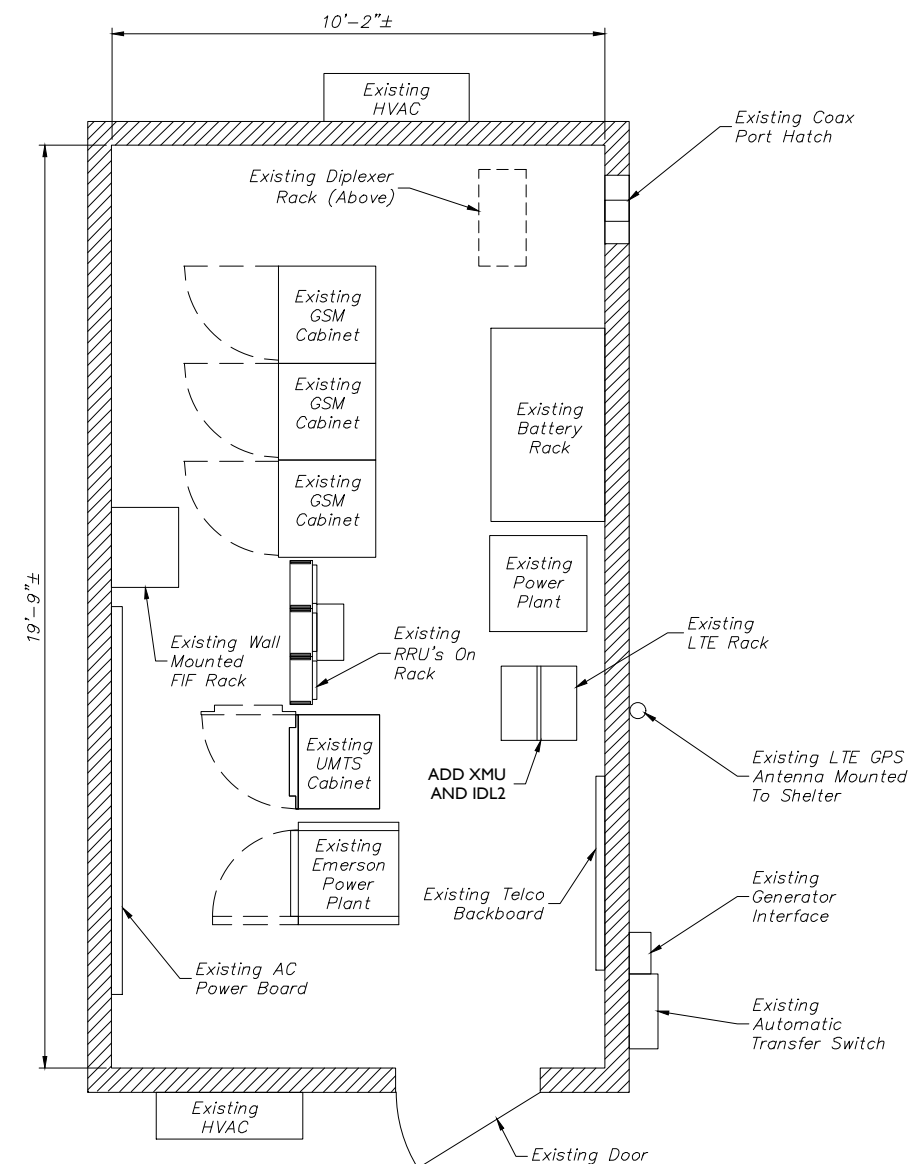 10'-2"±
Existing
HVAC
Existing Coax
Port Hatch
Existing Diplexer
Rack (Above)
Existing
GSM
Cabinet
Existing
GSM
Cabinet
Existing
Battery
Rack
Existing
GSM
Cabinet
19'-9"±
Existing
Power
Plant
Existing Wall
Mounted
FIF Rack
Existing
RRU's On
Rack
Existing
LTE Rack
Existing
UMTS
Cabinet
ADD XMU
AND IDL2
Existing LTE GPS
Antenna Mounted
To Shelter
Existing
Emerson
Power
Plant
Existing Telco
Backboard
Existing
Generator
Interface
Existing AC
Power Board
Existing
Automatic
Transfer Switch
Existing
HVAC
Existing Door